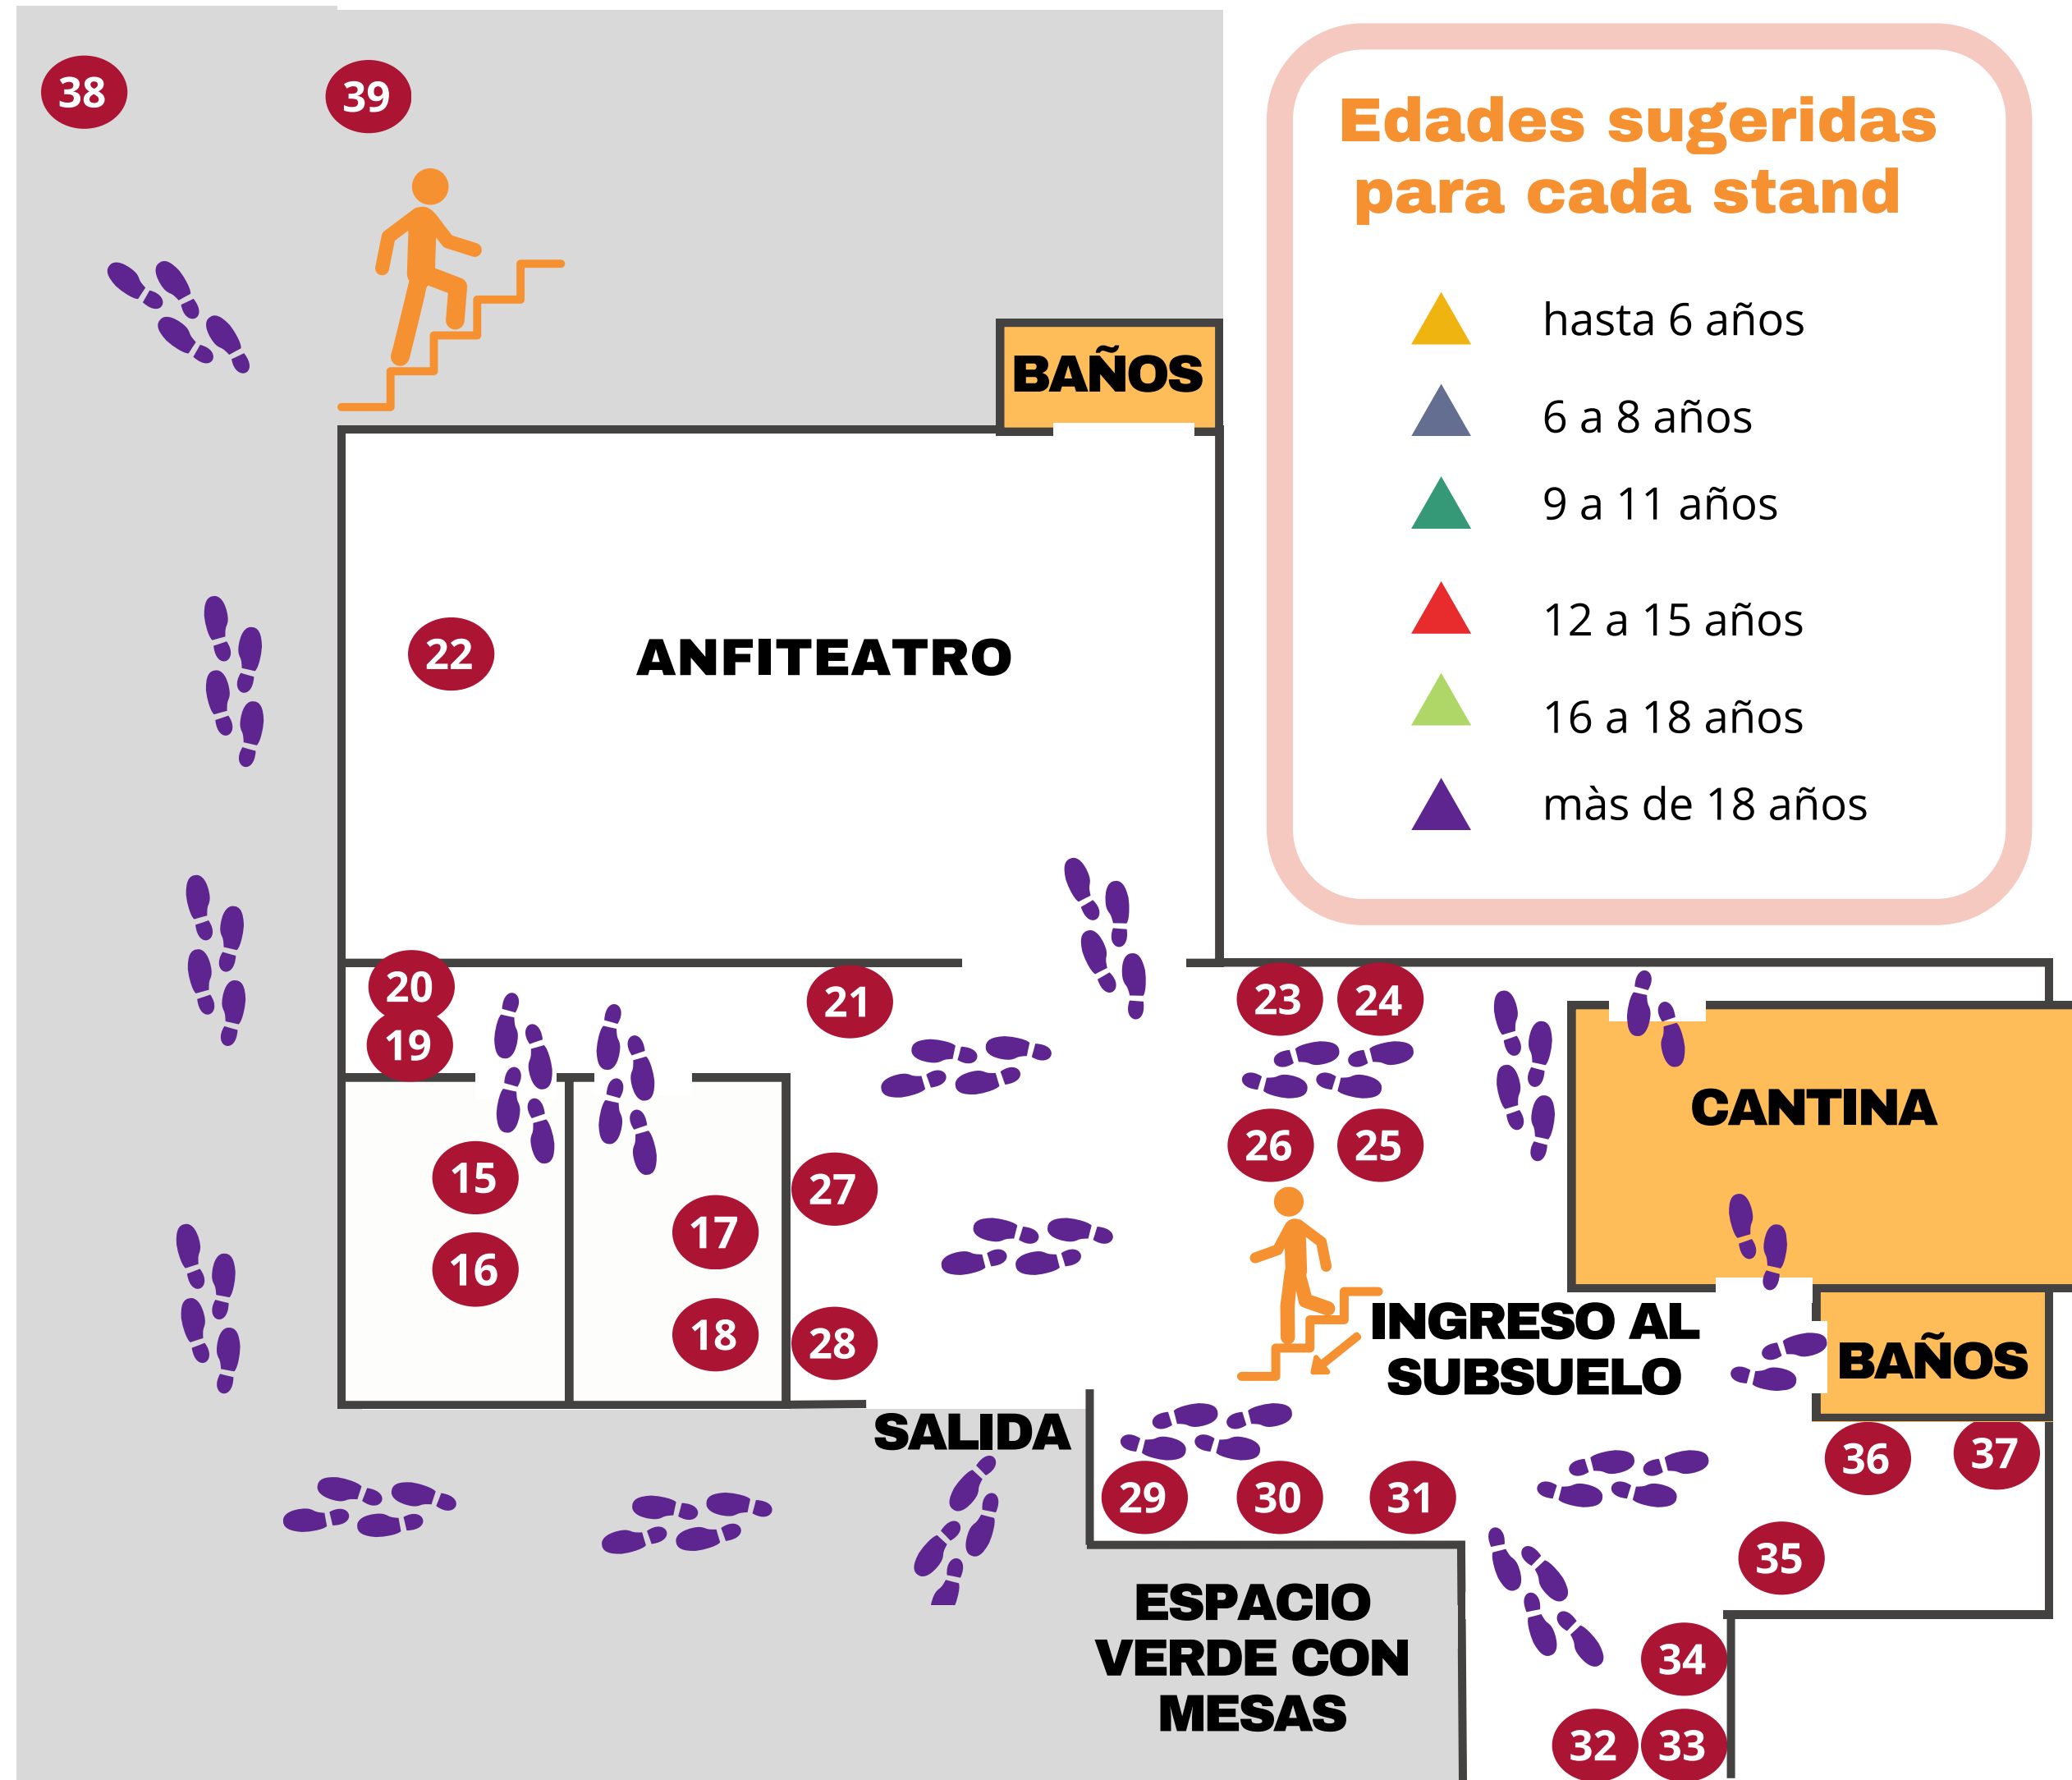 38
39
Edades sugeridas
para cada stand
hasta 6 años
6 a 8 años
9 a 11 años
12 a 15 años
16 a 18 años
màs de 18 años
BAÑOS
22
ANFITEATRO
20
21
23
24
19
CANTINA
26
25
15
27
17
16
18
28
INGRESO AL
SUBSUELO
BAÑOS
SALIDA
29
30
31
36
37
35
ESPACIO
VERDE CON
MESAS
34
32
33